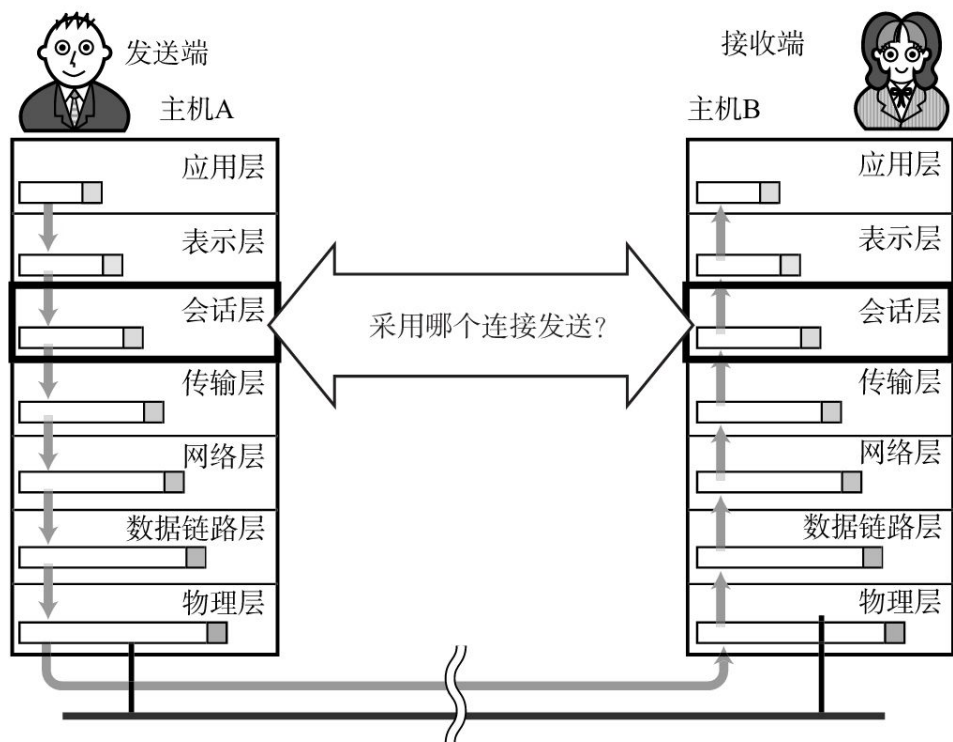 发送端
接收端
主机A
主机B
应用层
表示层
会话层
传输层
网络层
数据链路层
物理层
采用哪个连接发送?
应用层
表示层
会话层
传输层
网络层
数据链路层
物理层